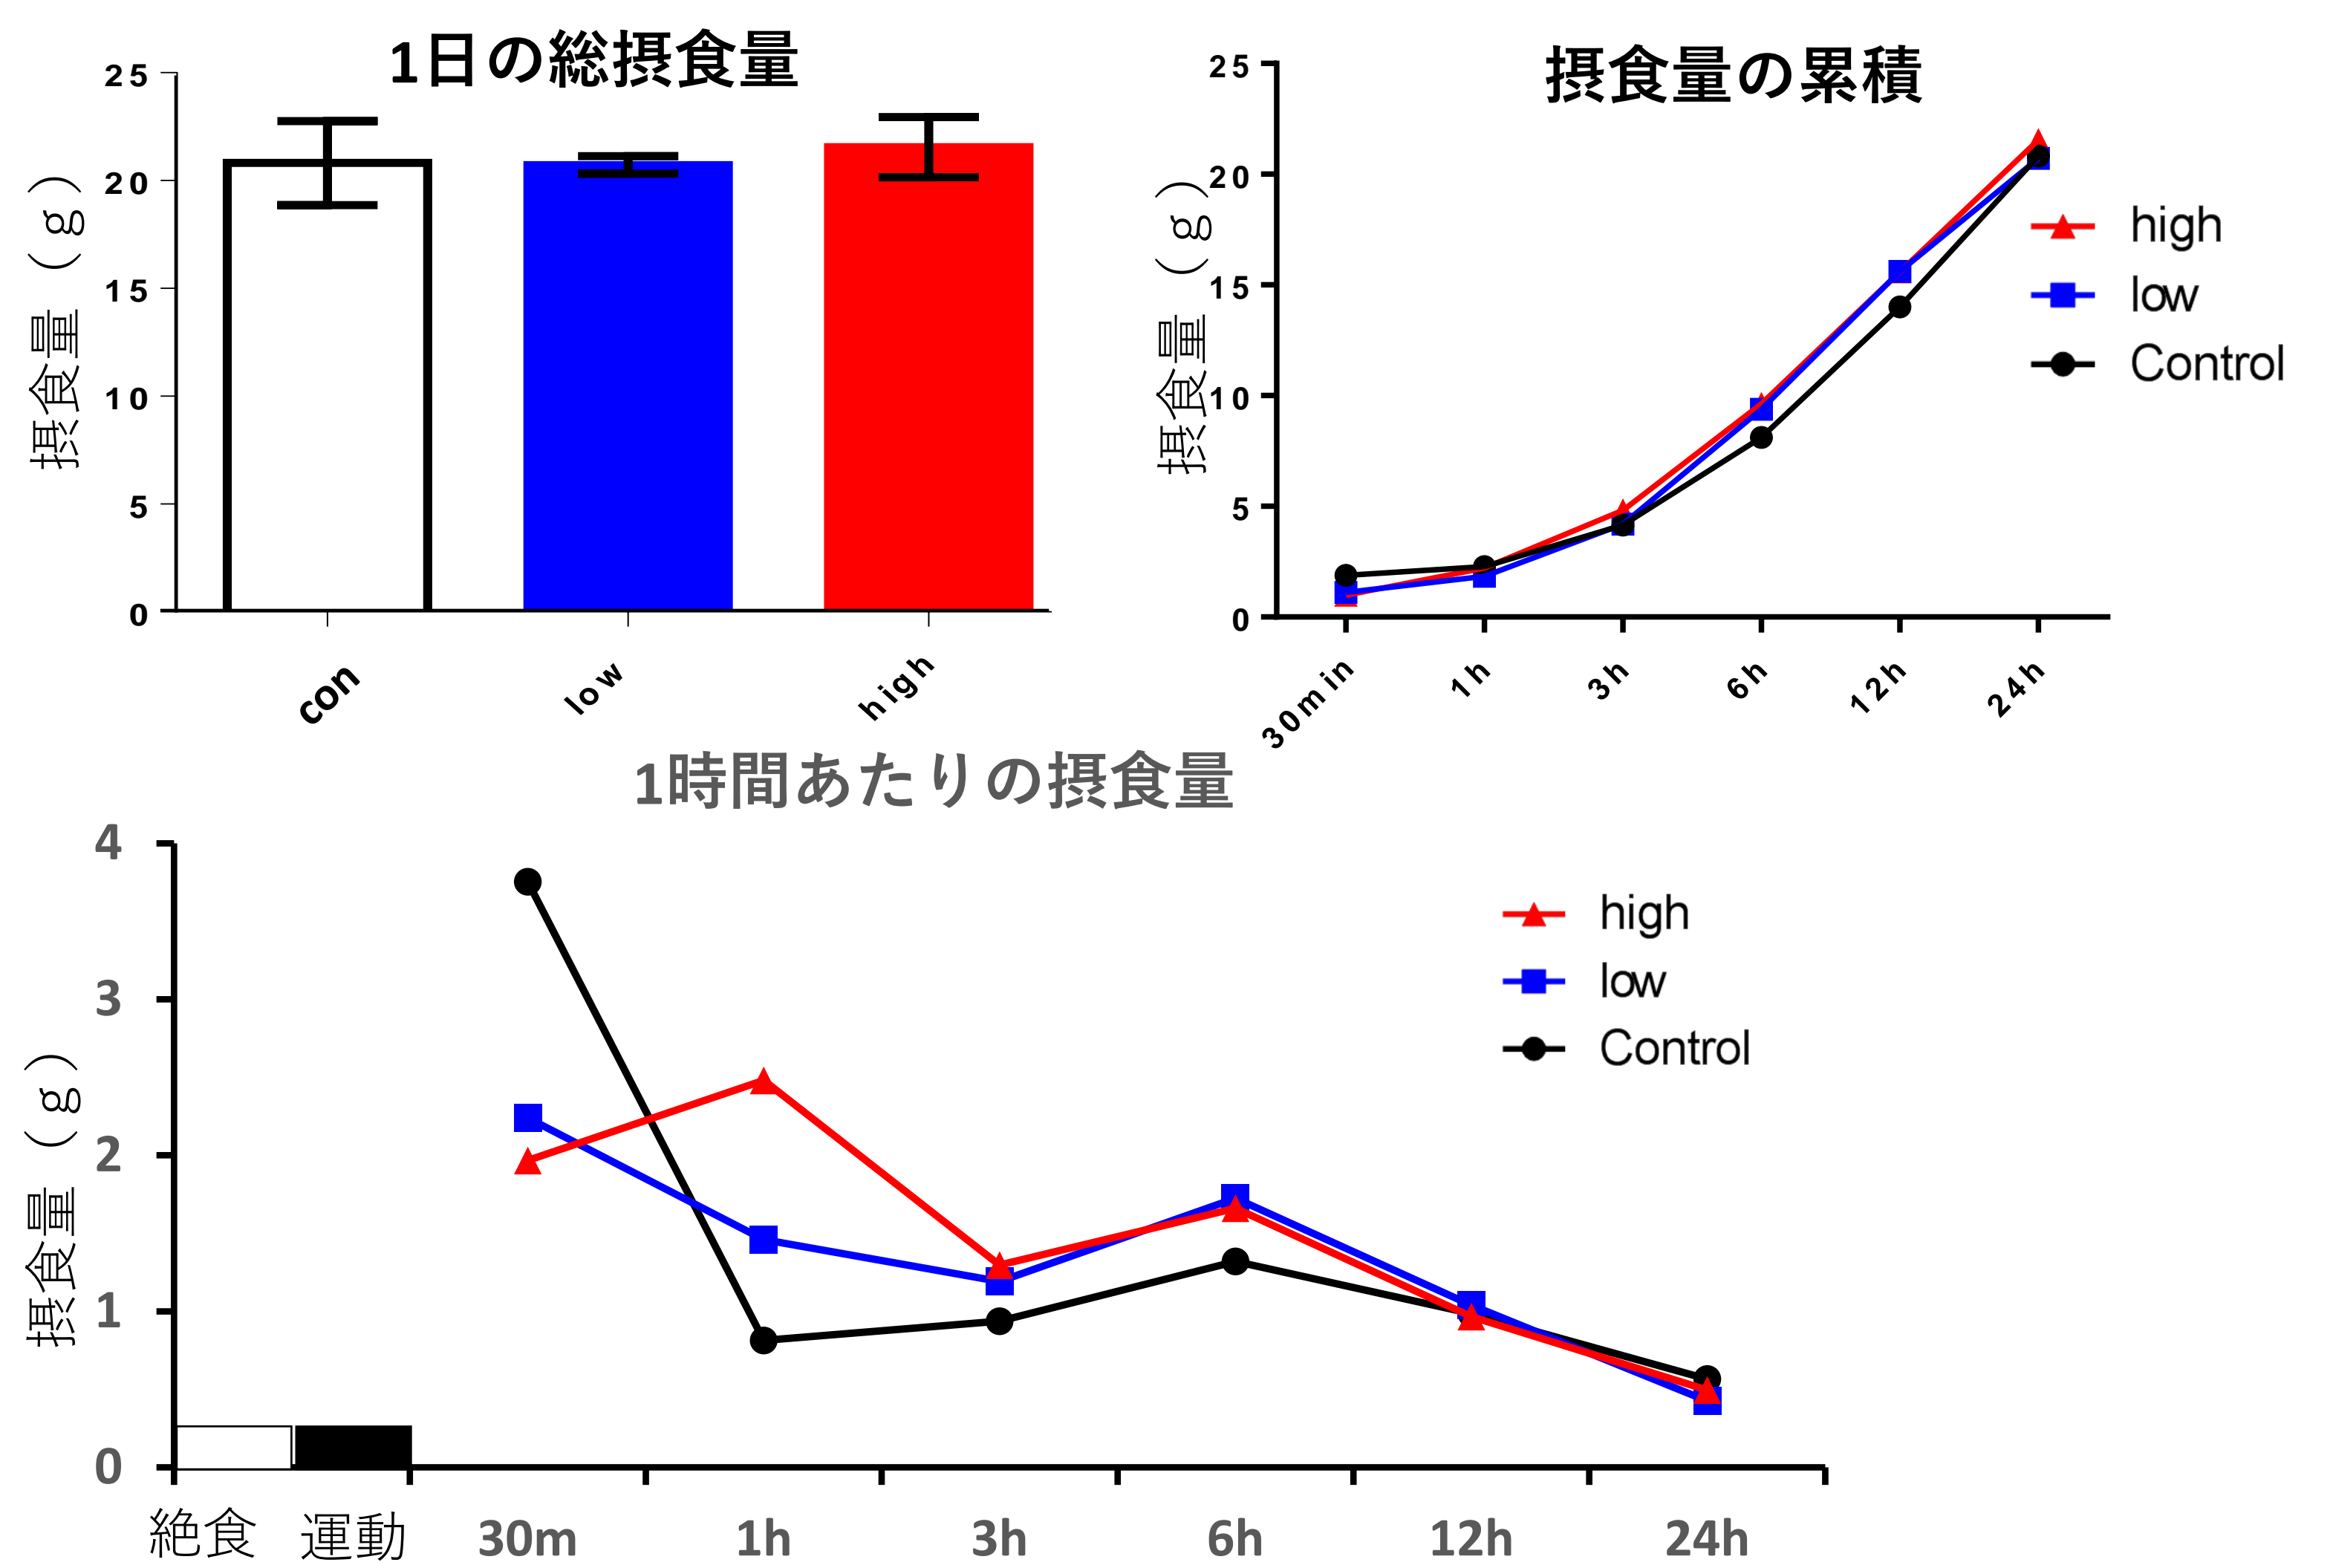 1日の総摂食量
摂食量（g）
25
20
15
10
5
0
con
low
high
摂食量の累積
摂食量（g）
25
20
15
10
5
0
30min
1h
3h
6h
12h
24h
high
low
Control
1時間あたりの摂食量
摂食量（g）
4
3
2
1
0
high
low
Control
絶食 運動 30m 1h 3h 6h 12h 24h